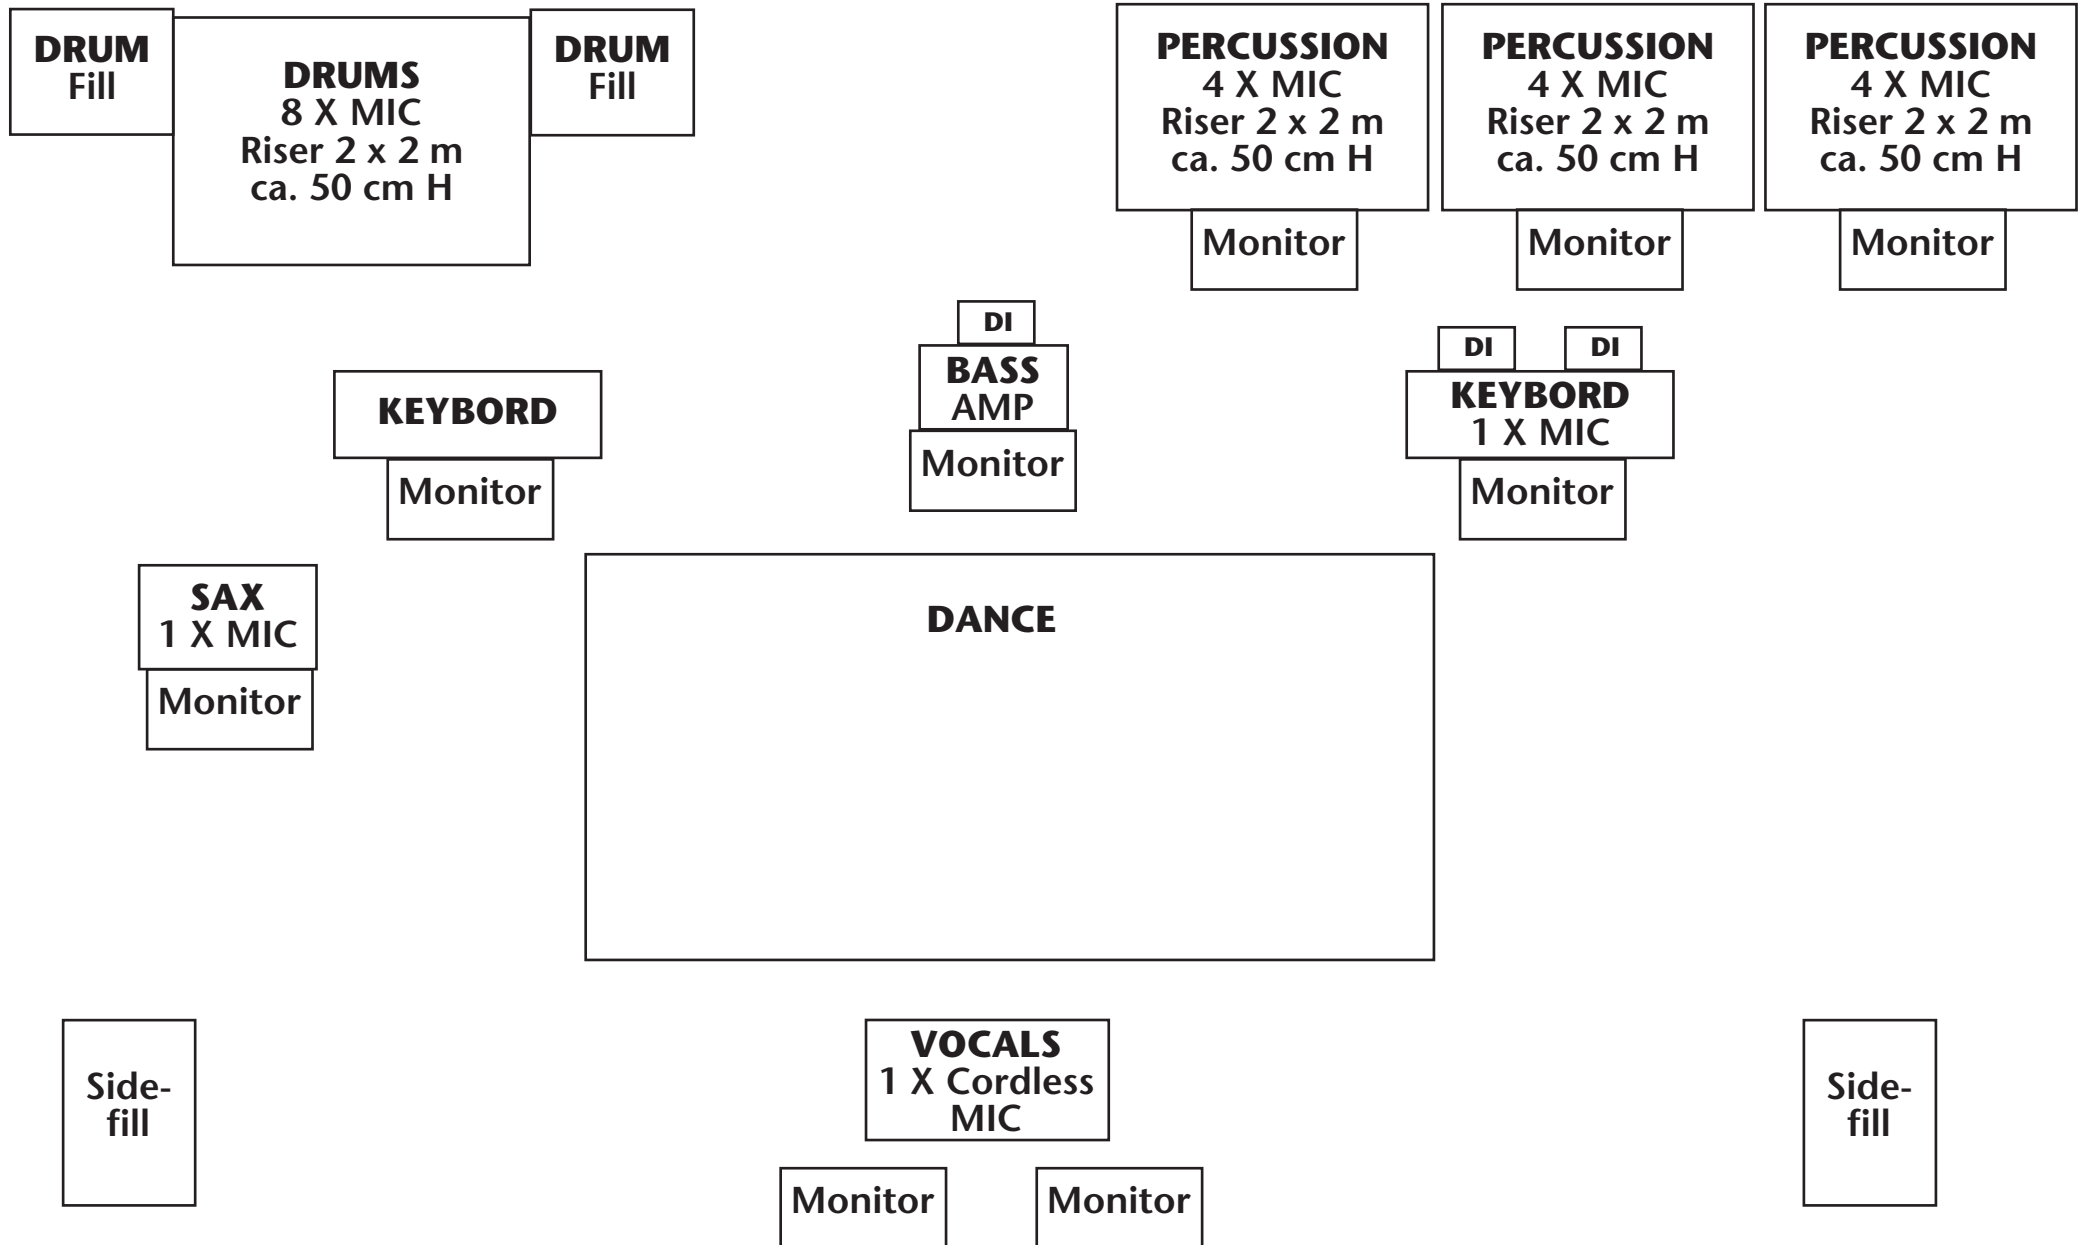 DRUM
Fill
DRUMS
8 X MIC
Riser 2 x 2 m
ca. 50 cm H
DRUM
Fill
PERCUSSION
4 X MIC
Riser 2 x 2 m
ca. 50 cm H
Monitor
PERCUSSION
4 X MIC
Riser 2 x 2 m
ca. 50 cm H
Monitor
PERCUSSION
4 X MIC
Riser 2 x 2 m
ca. 50 cm H
Monitor
KEYBORD
Monitor
DI
BASS
AMP
Monitor
DI
DI
KEYBORD
1 X MIC
Monitor
SAX
1 X MIC
Monitor
DANCE
Side-
fill
VOCALS
1 X Cordless
MIC
Monitor
Monitor
Side-
fill